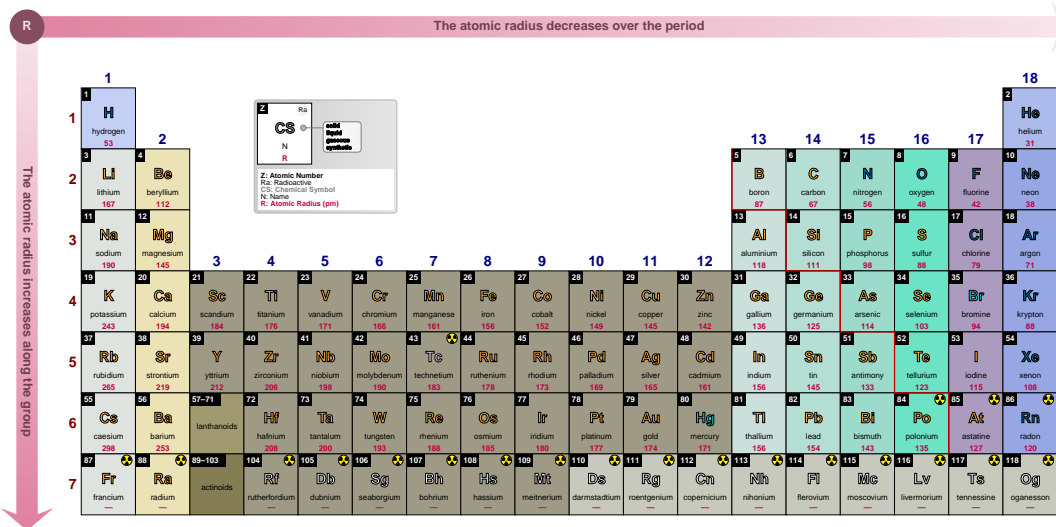 R
The atomic radius decreases over the period
The atomic radius increases along the group
1
18
1
H
hydrogen
53
2
He
helium
31
Z
Ra
CS
N
R
solid
liquid
gaseous
synthetic
Z: Atomic Number
Ra: Radioactive
CS: Chemical Symbol
N: Name
R: Atomic Radius (pm)
1
2
13
14
15
16
17
2
3
Li
lithium
167
4
Be
beryllium
112
5
B
boron
87
6
C
carbon
67
7
N
nitrogen
56
8
O
oxygen
48
9
F
fluorine
42
10
Ne
neon
38
3
11
Na
sodium
190
12
Mg
magnesium
145
13
Al
aluminium
118
14
Si
silicon
111
15
P
phosphorus
98
16
S
sulfur
88
17
Cl
chlorine
79
18
Ar
argon
71
3
4
5
6
7
8
9
10
11
12
4
19
K
potassium
243
20
Ca
calcium
194
21
Sc
scandium
184
22
Ti
titanium
176
23
V
vanadium
171
24
Cr
chromium
166
25
Mn
manganese
161
26
Fe
iron
156
27
Co
cobalt
152
28
Ni
nickel
149
29
Cu
copper
145
30
Zn
zinc
142
31
Ga
gallium
136
32
Ge
germanium
125
33
As
arsenic
114
34
Se
selenium
103
35
Br
bromine
94
36
Kr
krypton
88
5
37
Rb
rubidium
265
38
Sr
strontium
219
39
Y
yttrium
212
40
Zr
zirconium
206
41
Nb
niobium
198
42
Mo
molybdenum
190
43
Tc
technetium
183
44
Ru
ruthenium
178
45
Rh
rhodium
173
46
Pd
palladium
169
47
Ag
silver
165
48
Cd
cadmium
161
49
In
indium
156
50
Sn
tin
145
51
Sb
antimony
133
52
Te
tellurium
123
53
I
iodine
115
54
Xe
xenon
108
6
55
Cs
caesium
298
56
Ba
barium
253
57–71
lanthanoids
72
Hf
hafnium
208
73
Ta
tantalum
200
74
W
tungsten
193
75
Re
rhenium
188
76
Os
osmium
185
77
Ir
iridium
180
78
Pt
platinum
177
79
Au
gold
174
80
Hg
mercury
171
81
Tl
thallium
156
82
Pb
lead
154
83
Bi
bismuth
143
84
Po
polonium
135
85
At
astatine
127
86
Rn
radon
120
7
87
Fr
francium
—
88
Ra
radium
—
89–103
actinoids
104
Rf
rutherfordium
—
105
Db
dubnium
—
106
Sg
seaborgium
—
107
Bh
bohrium
—
108
Hs
hassium
—
109
Mt
meitnerium
—
110
Ds
darmstadtium
—
111
Rg
roentgenium
—
112
Cn
copernicium
—
113
Nh
nihonium
—
114
Fl
flerovium
—
115
Mc
moscovium
—
116
Lv
livermorium
—
117
Ts
tennessine
—
118
Og
oganesson
—